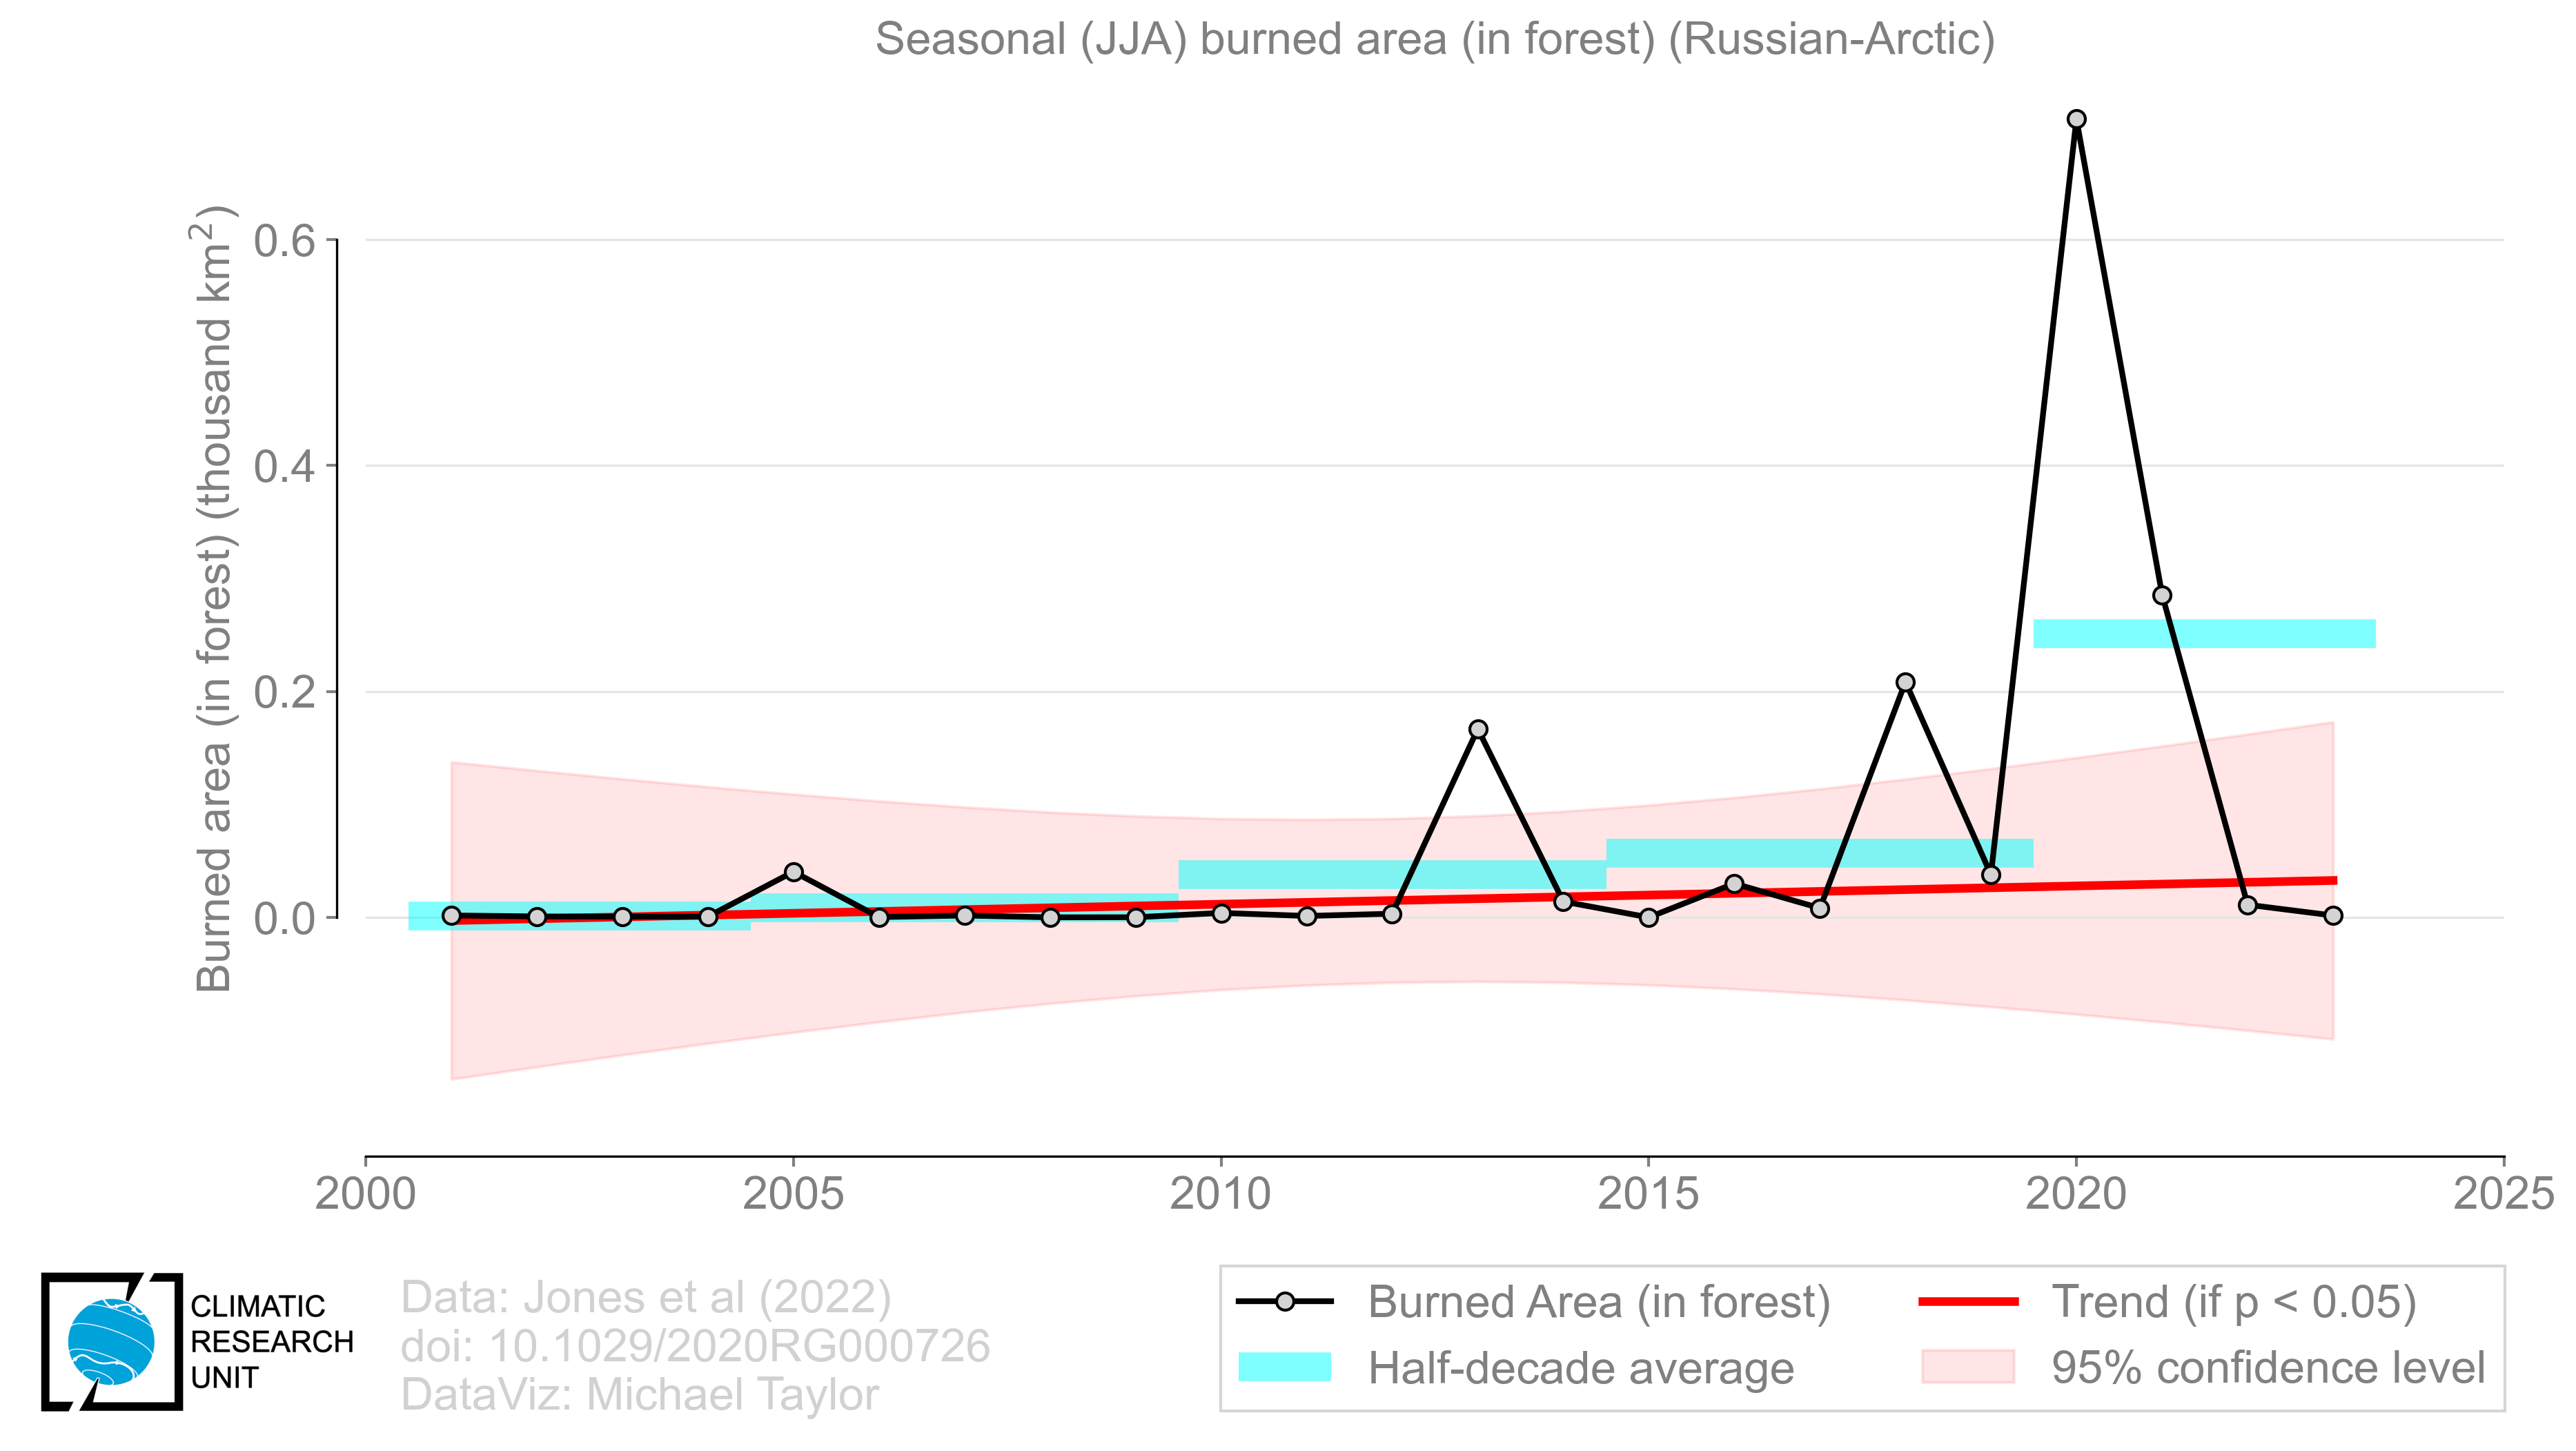 Seasonal (JJA) burned area (in forest) (Russian-Arctic)
Burned area (in forest) (thousand km²)
0.6
0.4
0.2
0.0
2000 2005 2010 2015 2020 2025
CLIMATIC
RESEARCH
UNIT
Data: Jones et al (2022)
doi: 10.1029/2020RG000726
DataViz: Michael Taylor
Burned Area (in forest)
Half-decade average
Trend (if p < 0.05)
95% confidence level